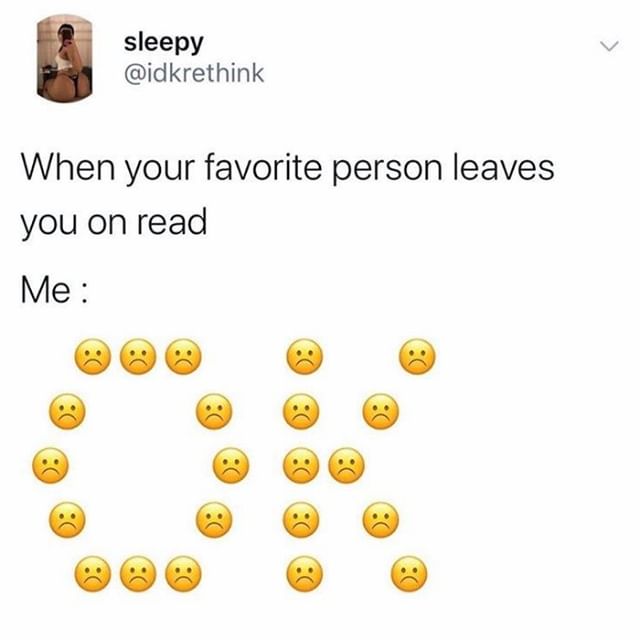 sleepy
@idkrethink
When your favorite person leaves
you on read
Me :
☹️☹️☹️ ☹️ ☹️
☹️ ☹️ ☹️ ☹️
☹️ ☹️ ☹️☹️
☹️ ☹️ ☹️ ☹️
☹️☹️☹️ ☹️ ☹️